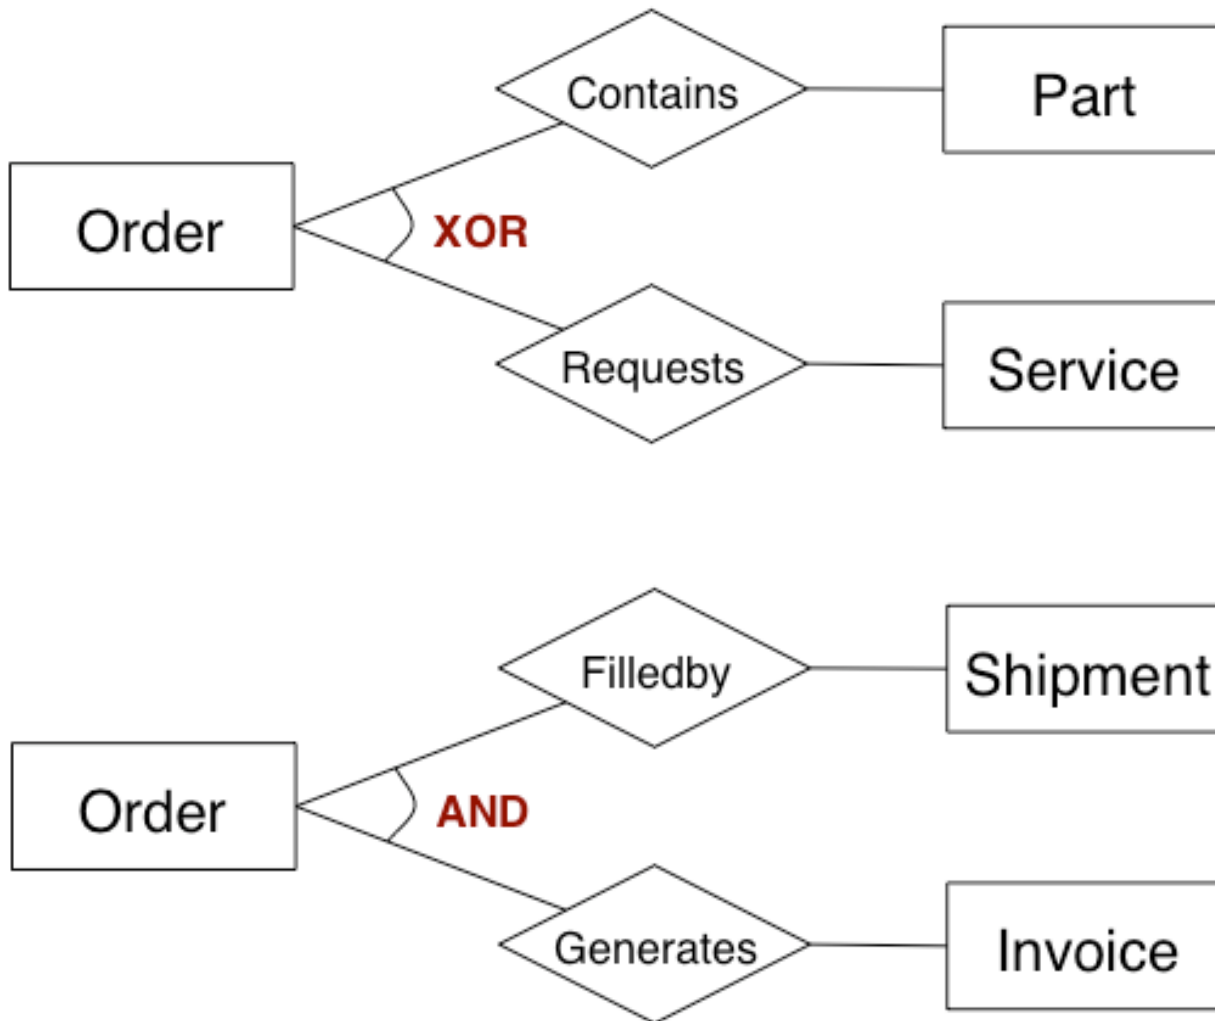 Contains
Part
Order
XOR
Requests
Service
Filledby
Shipment
Order
AND
Generates
Invoice